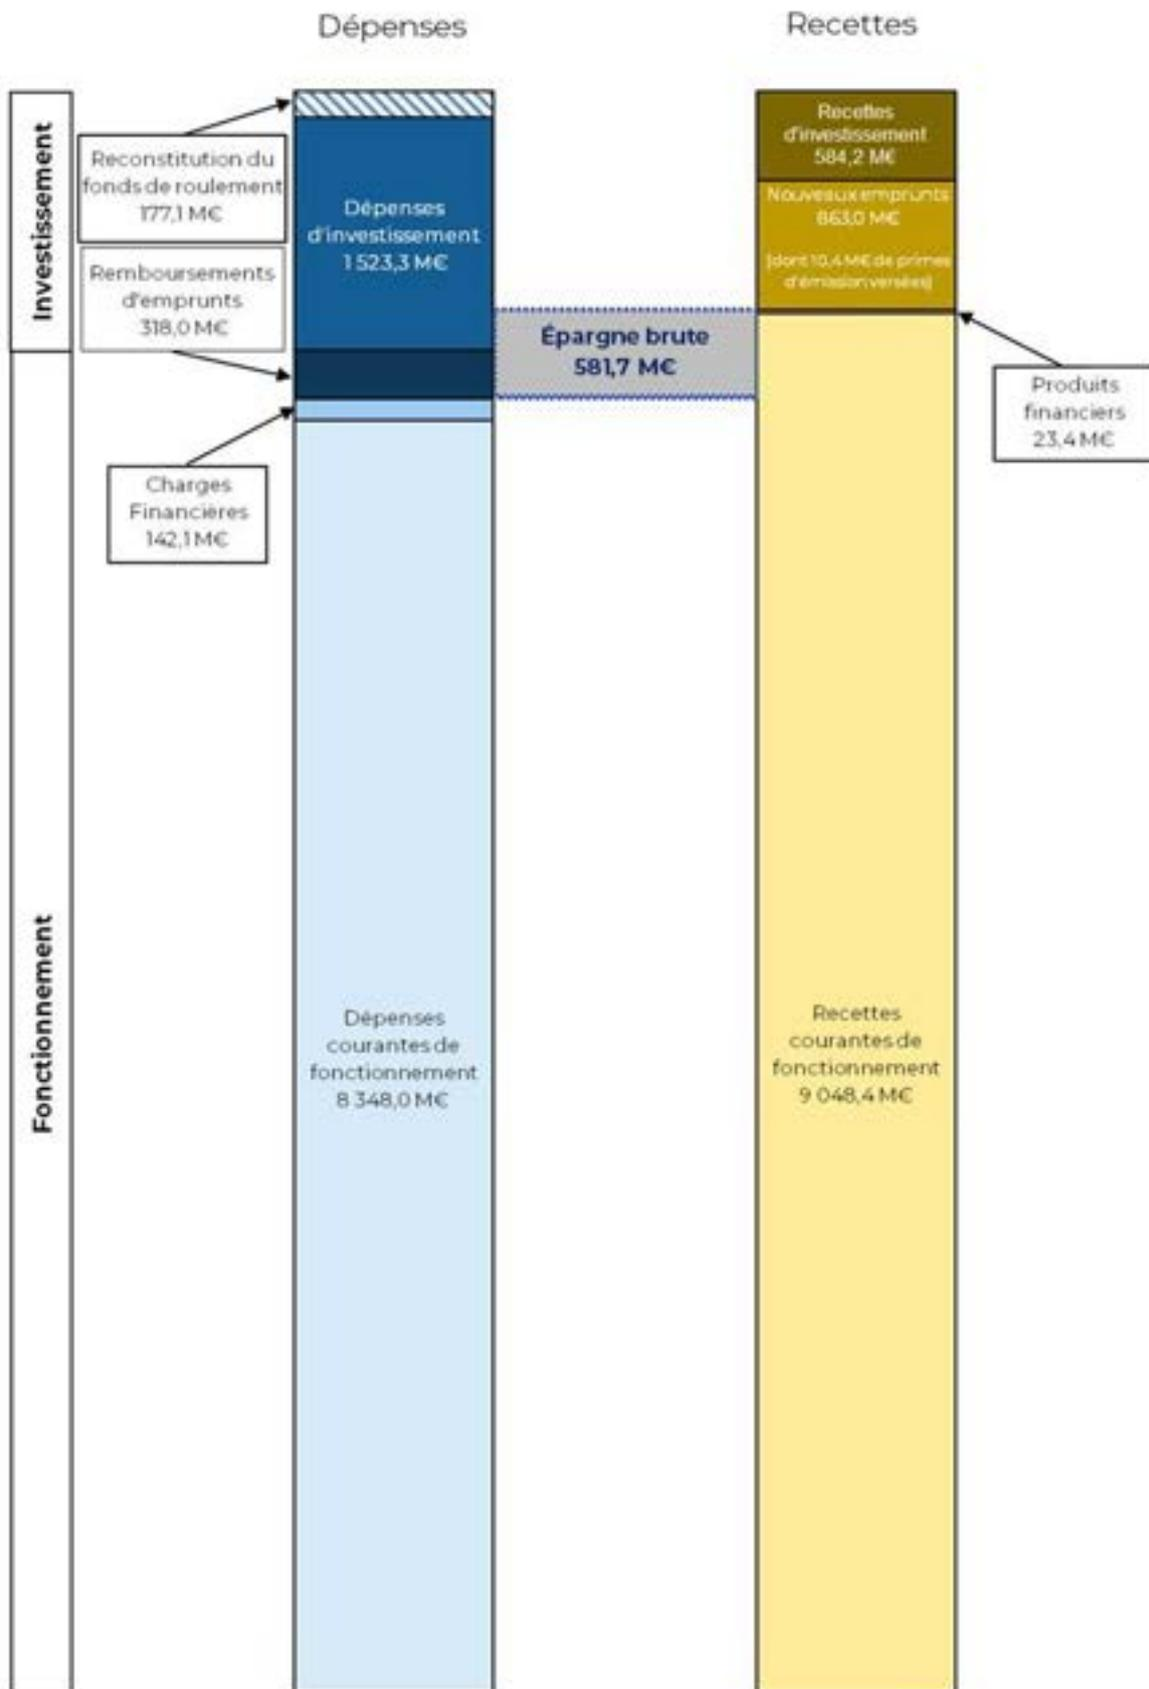 Dépenses
Recettes
Investissement
Reconstitution du
fonds de roulement
177,1 M€
Remboursements
d'emprunts
318,0 M€
Dépenses
d'investissement
1 523,3 M€
Recettes
d'investissement
584,2 M€
Nouveaux emprunts
863,0 M€
(dont 10,4 M€ de primes
d'émission versées)
Épargne brute
581,7 M€
Produits
financiers
23,4 M€
Charges
Financières
142,1 M€
Fonctionnement
Dépenses
courantes de
fonctionnement
8 348,0 M€
Recettes
courantes de
fonctionnement
9 048,4 M€